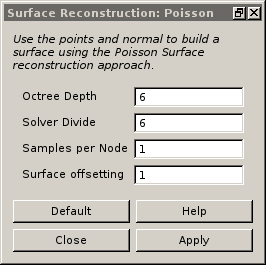 Surface Reconstruction: Poisson
Use the points and normal to build a
surface using the Poisson Surface
reconstruction approach.
Octree Depth 6
Solver Divide 6
Samples per Node 1
Surface offsetting 1
Default Help
Close Apply